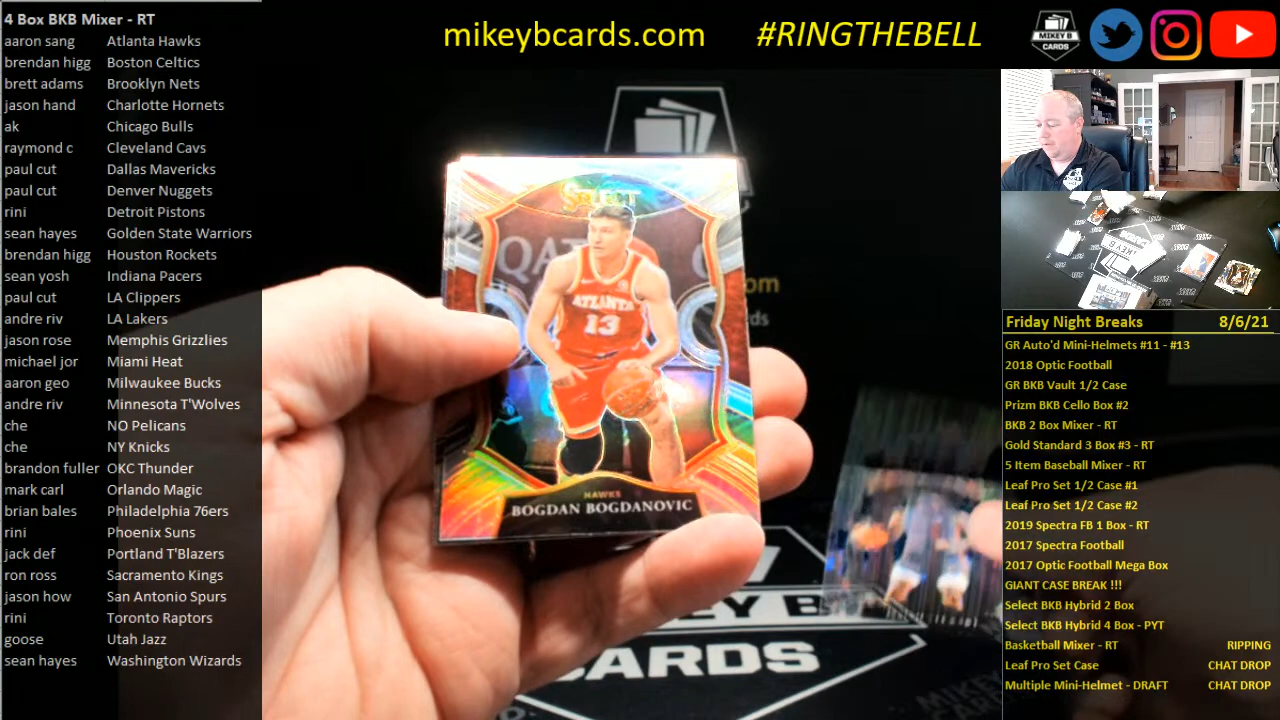 4 Box BKB Mixer - RT
aaron sang Atlanta Hawks
brendan higg Boston Celtics
brett adams Brooklyn Nets
jason hand Charlotte Hornets
ak Chicago Bulls
raymond c Cleveland Cavs
paul cut Dallas Mavericks
paul cut Denver Nuggets
rini Detroit Pistons
sean hayes Golden State Warriors
brendan higg Houston Rockets
sean yosh Indiana Pacers
paul cut LA Clippers
andre riv LA Lakers
jason rose Memphis Grizzlies
michael jor Miami Heat
aaron geo Milwaukee Bucks
andre riv Minnesota T'Wolves
che NO Pelicans
che NY Knicks
brandon fuller OKC Thunder
mark carl Orlando Magic
brian bales Philadelphia 76ers
rini Phoenix Suns
jack def Portland T'Blazers
ron ross Sacramento Kings
jason how San Antonio Spurs
rini Toronto Raptors
goose Utah Jazz
sean hayes Washington Wizards
mikeybcards.com #RINGTHEBELL
MIKEY B
CARDS
SELECT
QAT
ATLANTA
13
HAWKS
BOGDAN BOGDANOVIC
om
ds
EY B
CARDS
Friday Night Breaks 8/6/21
GR Auto'd Mini-Helmets #11 - #13
2018 Optic Football
GR BKB Vault 1/2 Case
Prizm BKB Cello Box #2
BKB 2 Box Mixer - RT
Gold Standard 3 Box #3 - RT
5 Item Baseball Mixer - RT
Leaf Pro Set 1/2 Case #1
Leaf Pro Set 1/2 Case #2
2019 Spectra FB 1 Box - RT
2017 Spectra Football
2017 Optic Football Mega Box
GIANT CASE BREAK !!!
Select BKB Hybrid 2 Box
Select BKB Hybrid 4 Box - PYT
Basketball Mixer - RT RIPPING
Leaf Pro Set Case CHAT DROP
Multiple Mini-Helmet - DRAFT CHAT DROP